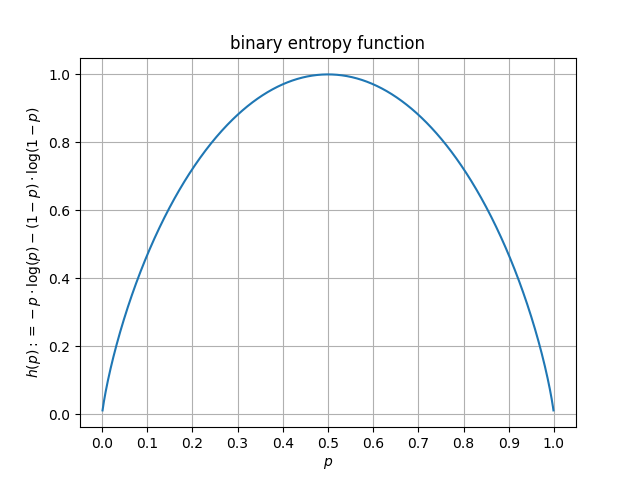 binary entropy function
h(p) := −p · log(p) − (1 − p) · log(1 − p)
1.0
0.8
0.6
0.4
0.2
0.0
0.0 0.1 0.2 0.3 0.4 0.5 0.6 0.7 0.8 0.9 1.0
p